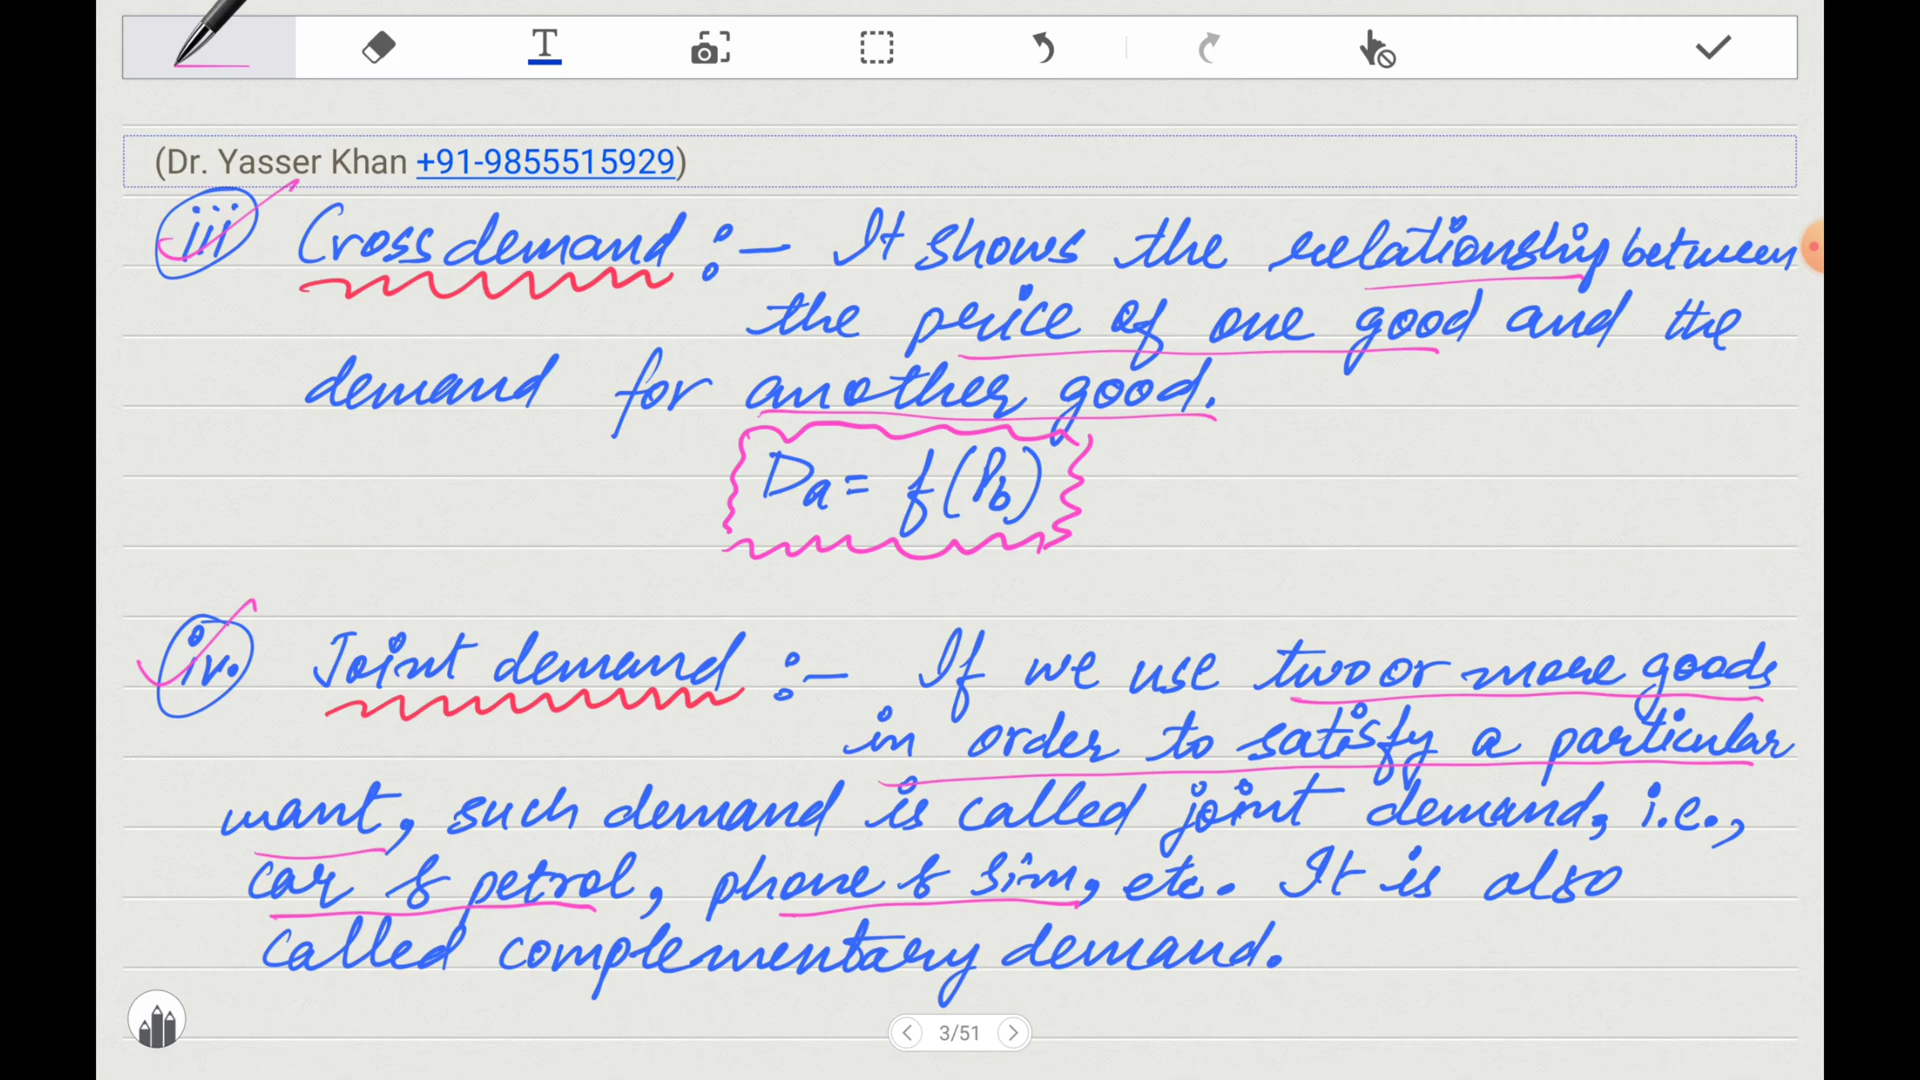 T
(Dr. Yasser Khan +91-9855515929)
iii Cross demand :- It shows the relationship between
the price of one good and the
demand for another good.
Da = f(Pb)
iv. Joint demand :- If we use two or more goods
in order to satisfy a particular
want, such demand is called joint demand, i.e.,
car & petrol, phone & sim, etc. It is also
called complementary demand.
3/51